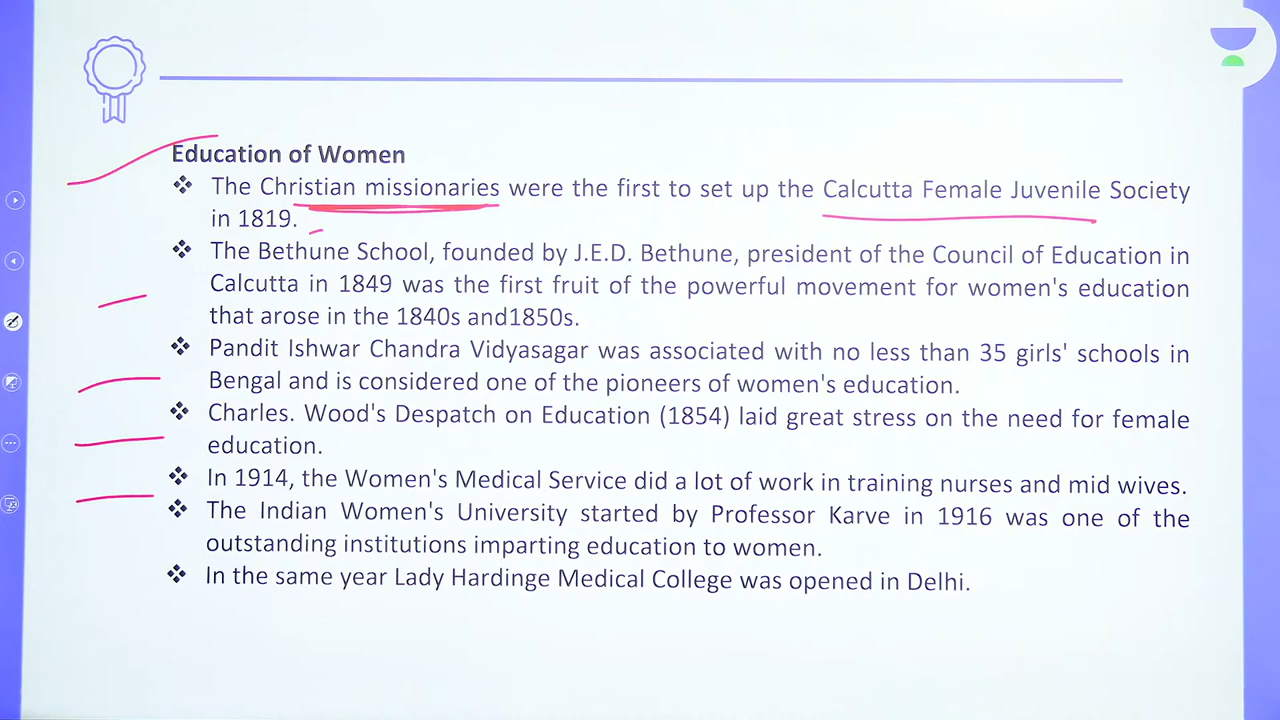 Education of Women
❖ The Christian missionaries were the first to set up the Calcutta Female Juvenile Society
in 1819.
❖ The Bethune School, founded by J.E.D. Bethune, president of the Council of Education in
Calcutta in 1849 was the first fruit of the powerful movement for women's education
that arose in the 1840s and1850s.
❖ Pandit Ishwar Chandra Vidyasagar was associated with no less than 35 girls' schools in
Bengal and is considered one of the pioneers of women's education.
❖ Charles. Wood's Despatch on Education (1854) laid great stress on the need for female
education.
❖ In 1914, the Women's Medical Service did a lot of work in training nurses and mid wives.
❖ The Indian Women's University started by Professor Karve in 1916 was one of the
outstanding institutions imparting education to women.
❖ In the same year Lady Hardinge Medical College was opened in Delhi.